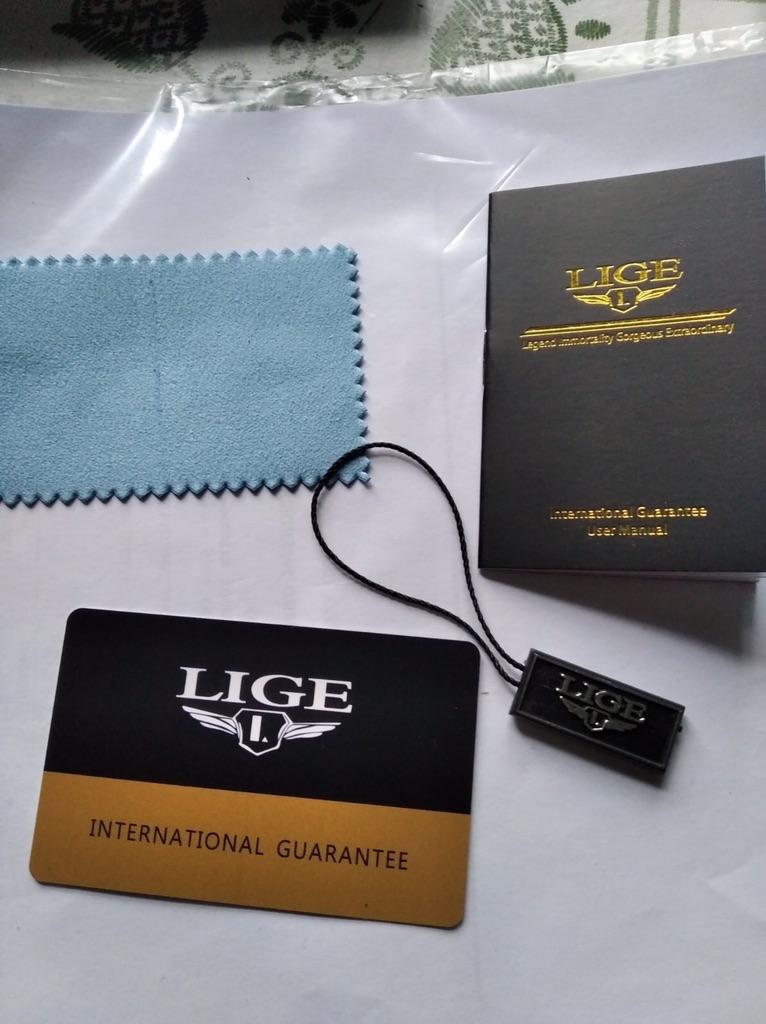 LIGE
L.
Legend Immortality Gorgeous Extraordinary
International Guarantee
User Manual
LIGE
LIGE
L.
INTERNATIONAL GUARANTEE